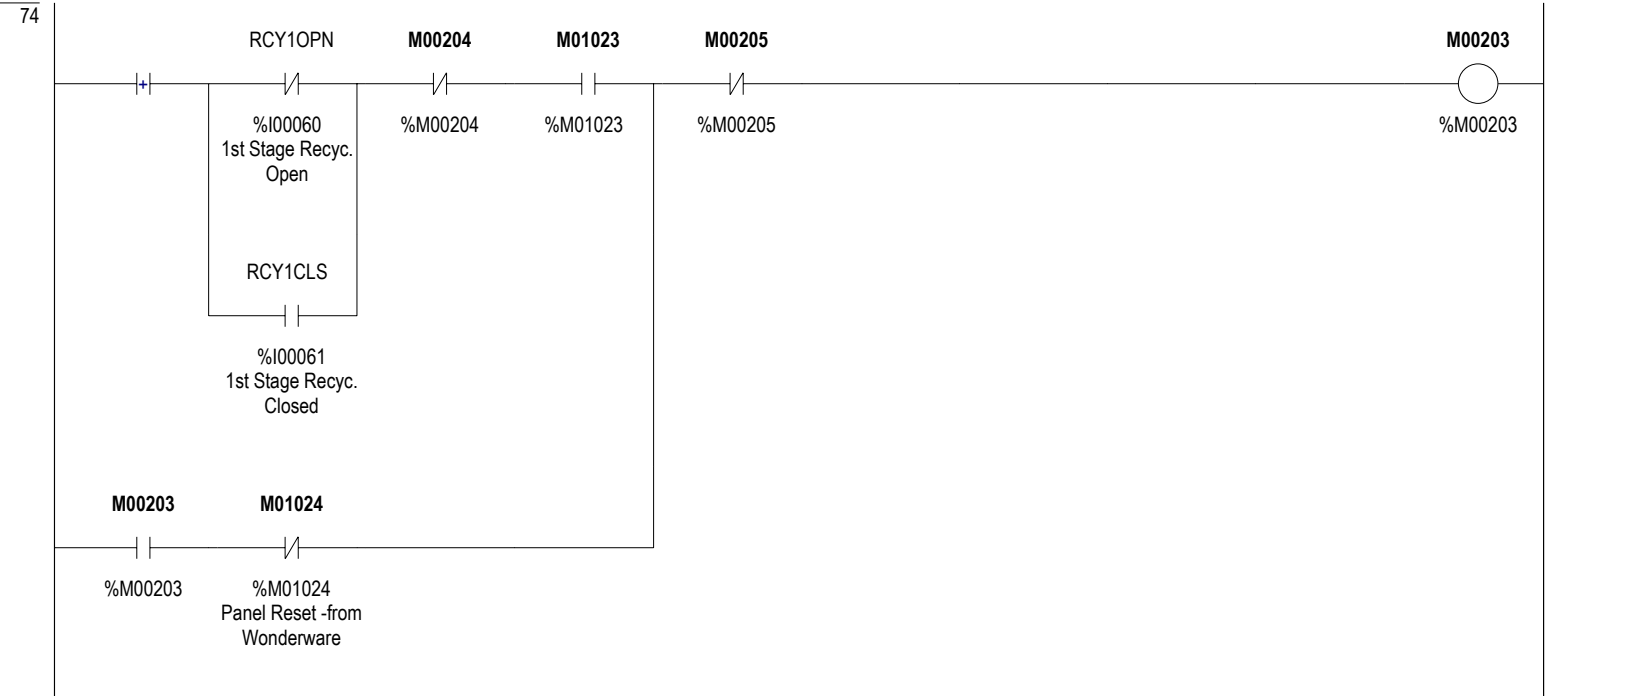 74
RCY1OPN
M00204
M01023
M00205
M00203
+
%I00060
1st Stage Recyc.
Open
%M00204
%M01023
%M00205
%M00203
RCY1CLS
%I00061
1st Stage Recyc.
Closed
M00203
M01024
%M00203
%M01024
Panel Reset -from
Wonderware